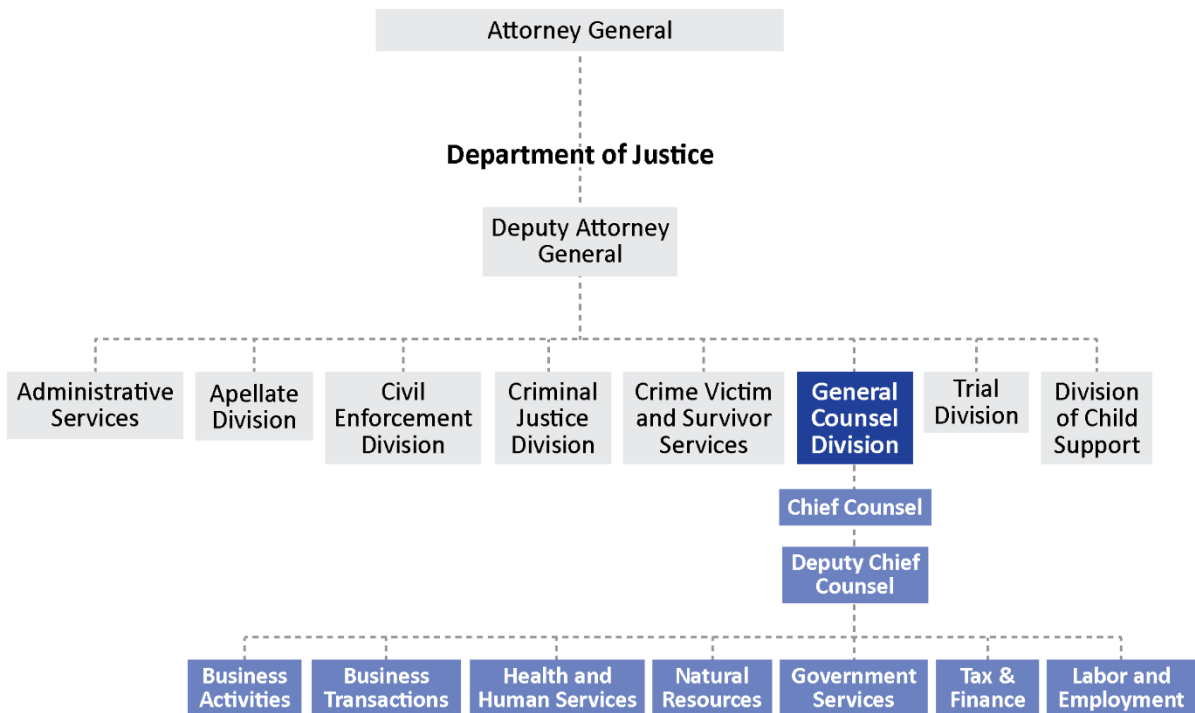 Attorney General
Department of Justice
Deputy Attorney
General
Administrative
Services
Apellate
Division
Civil
Enforcement
Division
Criminal
Justice
Division
Crime Victim
and Survivor
Services
General
Counsel
Division
Trial
Division
Division
of Child
Support
Chief Counsel
Deputy Chief
Counsel
Business
Activities
Business
Transactions
Health and
Human Services
Natural
Resources
Government
Services
Tax &
Finance
Labor and
Employment